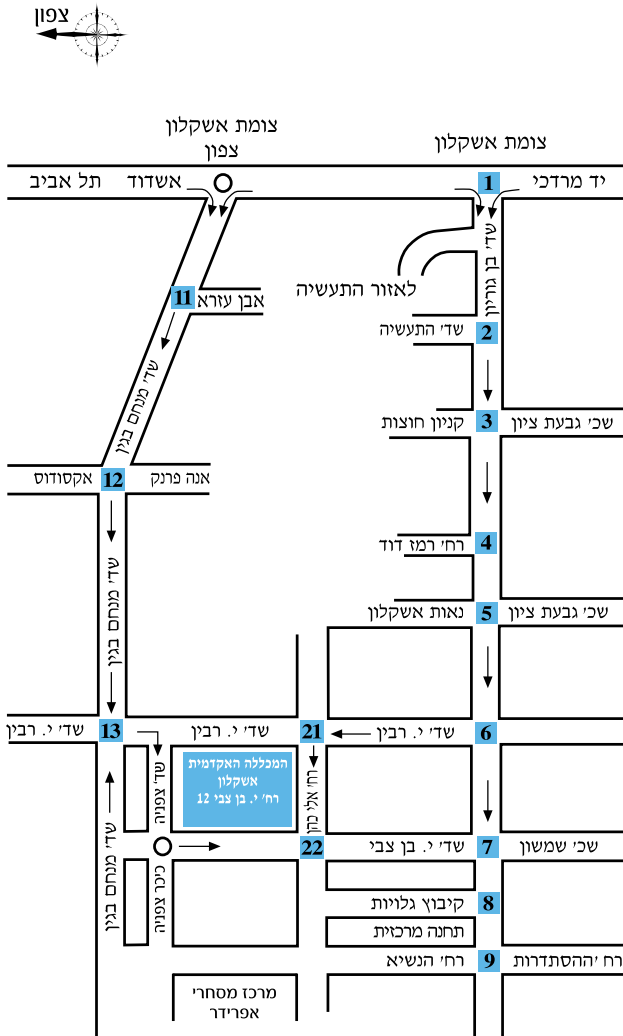 צפון
צומת אשקלון
צפון
צומת אשקלון
יד מרדכי
1
אשדוד
תל אביב
שד' בן גוריון
לאזור התעשיה
11
אבן עזרא
2
שד' התעשיה
שד' מנחם בגין
שכ' גבעת ציון
3
קניון חוצות
אנה פרנק
12
אקסודוס
4
רח' רמז דוד
שד' מנחם בגין
שכ' גבעת ציון
5
נאות אשקלון
6
שד' י. רבין
21
שד' י. רבין
13
שד' י. רבין
המכללה האקדמית
אשקלון
רח' י. בן צבי 12
רח' אלי כהן
שד' צפניה
שד' מנחם בגין
שכ' שמשון
7
שד' י. בן צבי
22
כיכר צפניה
8
קיבוץ גלויות
תחנה מרכזית
רח 'ההסתדרות
9
רח' הנשיא
מרכז מסחרי
אפרידר